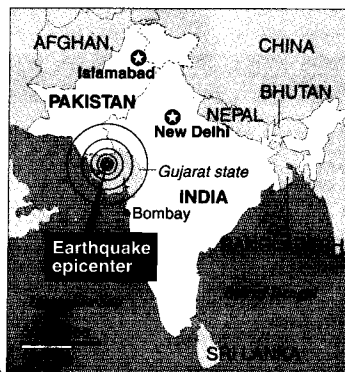 AFGHAN.
CHINA
Islamabad
BHUTAN
PAKISTAN
NEPAL
New Delhi
Gujarat state
INDIA
Bombay
Earthquake
epicenter
SRI LANKA